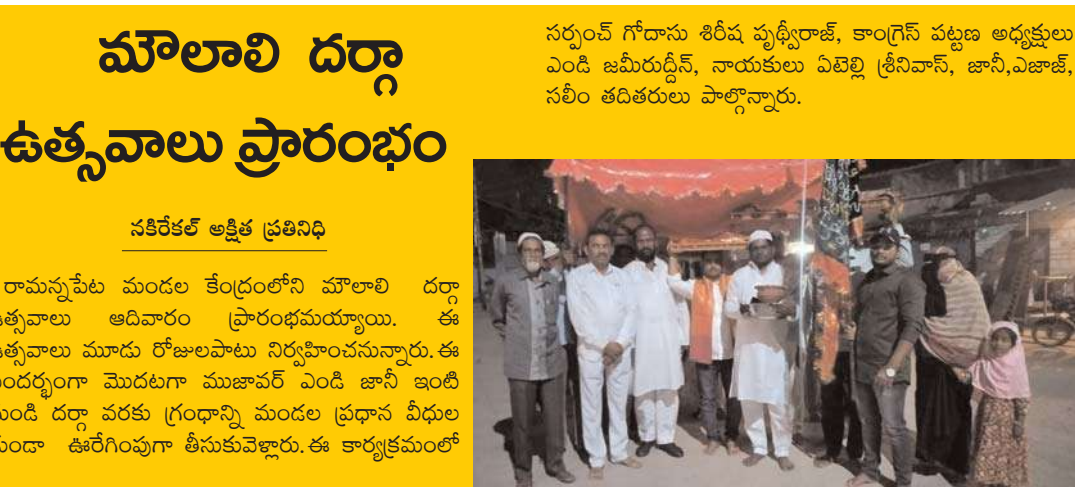 మౌలాలి దర్గా
ఉత్సవాలు ప్రారంభం
నకిరేకల్ అక్షిత ప్రతినిధి
రామన్నపేట మండల కేంద్రంలోని మౌలాలి దర్గా
ఉత్సవాలు ఆదివారం ప్రారంభమయ్యాయి. ఈ
ఉత్సవాలు మూడు రోజులపాటు నిర్వహించనున్నారు.ఈ
సందర్భంగా మొదటగా ముజావర్ ఎండి జానీ ఇంటి
నుండి దర్గా వరకు గ్రంధాన్ని మండల ప్రధాన వీధుల
గుండా ఊరేగింపుగా తీసుకువెళ్లారు.ఈ కార్యక్రమంలో
సర్పంచ్ గోదాసు శిరీష పృథ్వీరాజ్, కాంగ్రెస్ పట్టణ అధ్యక్షులు
ఎండి జమీరుద్దీన్, నాయకులు ఏటెల్లి శ్రీనివాస్, జానీ,ఎజాజ్,
సలీం తదితరులు పాల్గొన్నారు.